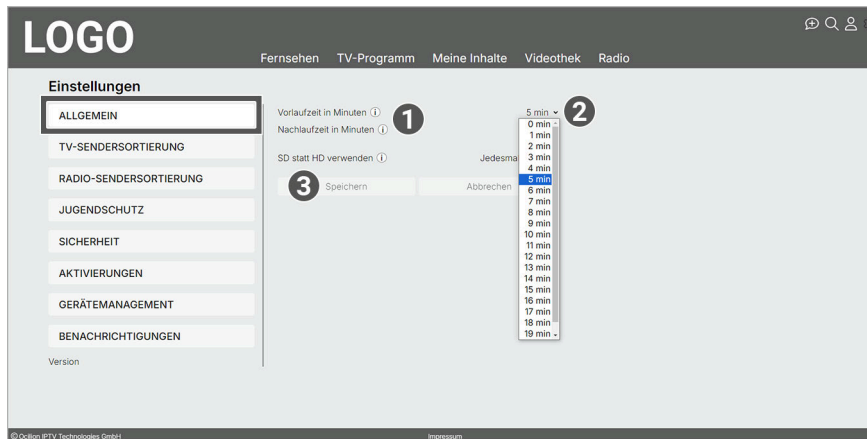 LOGO
Fernsehen TV-Programm Meine Inhalte Videothek Radio
Einstellungen
ALLGEMEIN
TV-SENDERSORTIERUNG
RADIO-SENDERSORTIERUNG
JUGENDSCHUTZ
SICHERHEIT
AKTIVIERUNGEN
GERÄTEMANAGEMENT
BENACHRICHTIGUNGEN
Version
Vorlaufzeit in Minuten i 1 5 min 2
Nachlaufzeit in Minuten i
SD statt HD verwenden i Jedesma
3 Speichern Abbrechen
0 min
1 min
2 min
3 min
4 min
5 min
6 min
7 min
8 min
9 min
10 min
11 min
12 min
13 min
14 min
15 min
16 min
17 min
18 min
19 min
© Ocilion IPTV Technologies GmbH Impressum